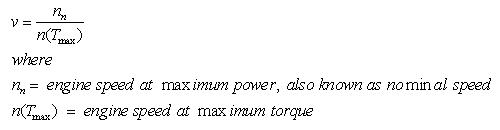 v = n_n / n(T_max)
where
n_n = engine speed at maximum power, also known as nominal speed
n(T_max) = engine speed at maximum torque